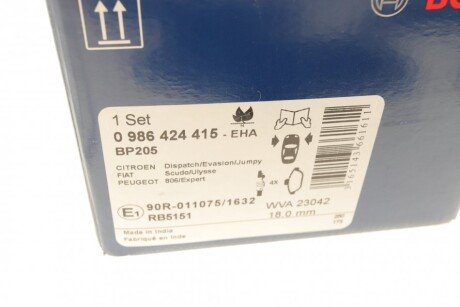 1 Set
0 986 424 415 - EHA
BP205
CITROEN Dispatch/Evasion/Jumpy
FIAT Scudo/Ulysse
PEUGEOT 806/Expert
4X
E1 90R-011075/1632 WVA 23042
RB5151 18.0 mm
Made in India
Fabriqué en Inde